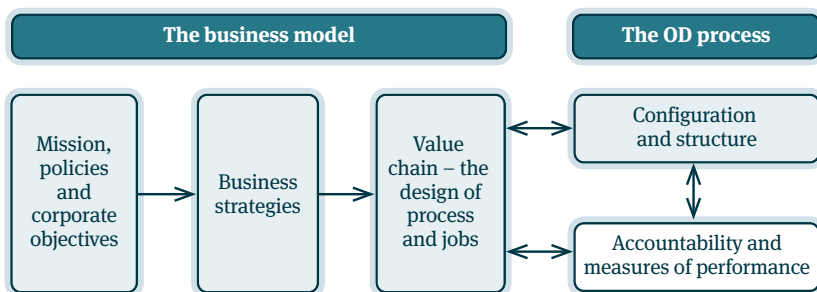 The business model
The OD process
Mission,
policies
and
corporate
objectives
Business
strategies
Value
chain – the
design of
process
and jobs
Configuration
and structure
Accountability and
measures of performance